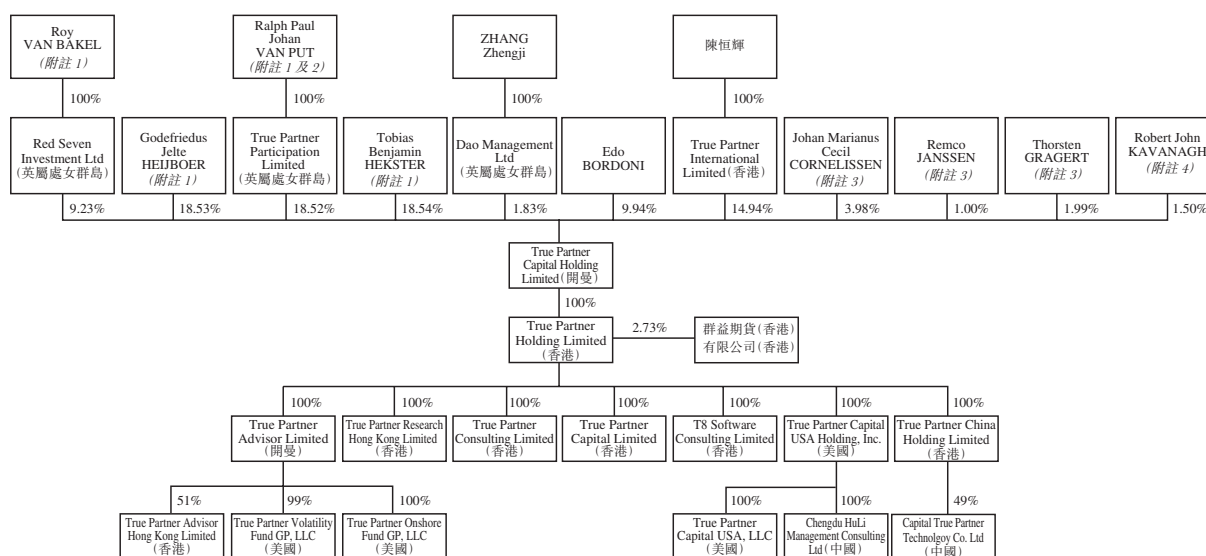 Roy
VAN BAKEL
(附註 1)
Ralph Paul
Johan
VAN PUT
(附註 1 及 2)
ZHANG
Zhengji
陳恒輝
100%
100%
100%
100%
Red Seven
Investment Ltd
(英屬處女群島)
Godefriedus
Jelte
HEIJBOER
(附註 1)
True Partner
Participation
Limited
(英屬處女群島)
Tobias
Benjamin
HEKSTER
(附註 1)
Dao Management
Ltd
(英屬處女群島)
Edo
BORDONI
True Partner
International
Limited(香港)
Johan Marianus
Cecil
CORNELISSEN
(附註 3)
Remco
JANSSEN
(附註 3)
Thorsten
GRAGERT
(附註 3)
Robert John
KAVANAGH
(附註 4)
9.23%
18.53%
18.52%
18.54%
1.83%
9.94%
14.94%
3.98%
1.00%
1.99%
1.50%
True Partner
Capital Holding
Limited(開曼)
100%
True Partner
Holding Limited
(香港)
2.73%
群益期貨(香港)
有限公司(香港)
100%
100%
100%
100%
100%
100%
100%
True Partner
Advisor Limited
(開曼)
True Partner Research
Hong Kong Limited
(香港)
True Partner
Consulting Limited
(香港)
True Partner
Capital Limited
(香港)
T8 Software
Consulting Limited
(香港)
True Partner Capital
USA Holding, Inc.
(美國)
True Partner China
Holding Limited
(香港)
51%
99%
100%
100%
100%
49%
True Partner Advisor
Hong Kong Limited
(香港)
True Partner Volatility
Fund GP, LLC
(美國)
True Partner Onshore
Fund GP, LLC
(美國)
True Partner
Capital USA, LLC
(美國)
Chengdu HuLi
Management Consulting
Ltd (中國)
Capital True Partner
Technolgoy Co. Ltd
(中國)